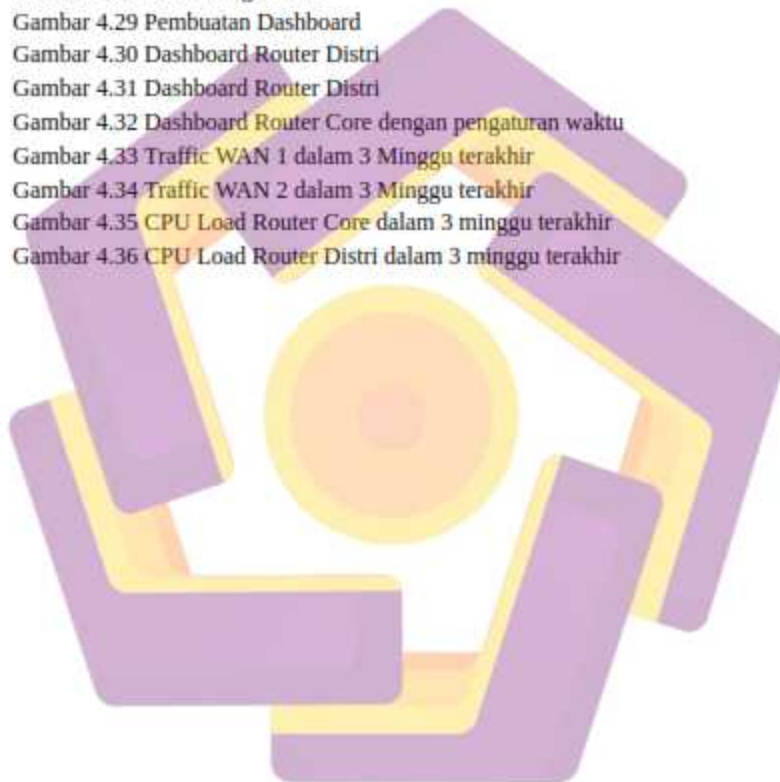 Gambar 4.29 Pembuatan Dashboard
Gambar 4.30 Dashboard Router Distri
Gambar 4.31 Dashboard Router Distri
Gambar 4.32 Dashboard Router Core dengan pengaturan waktu
Gambar 4.33 Traffic WAN 1 dalam 3 Minggu terakhir
Gambar 4.34 Traffic WAN 2 dalam 3 Minggu terakhir
Gambar 4.35 CPU Load Router Core dalam 3 minggu terakhir
Gambar 4.36 CPU Load Router Distri dalam 3 minggu terakhir